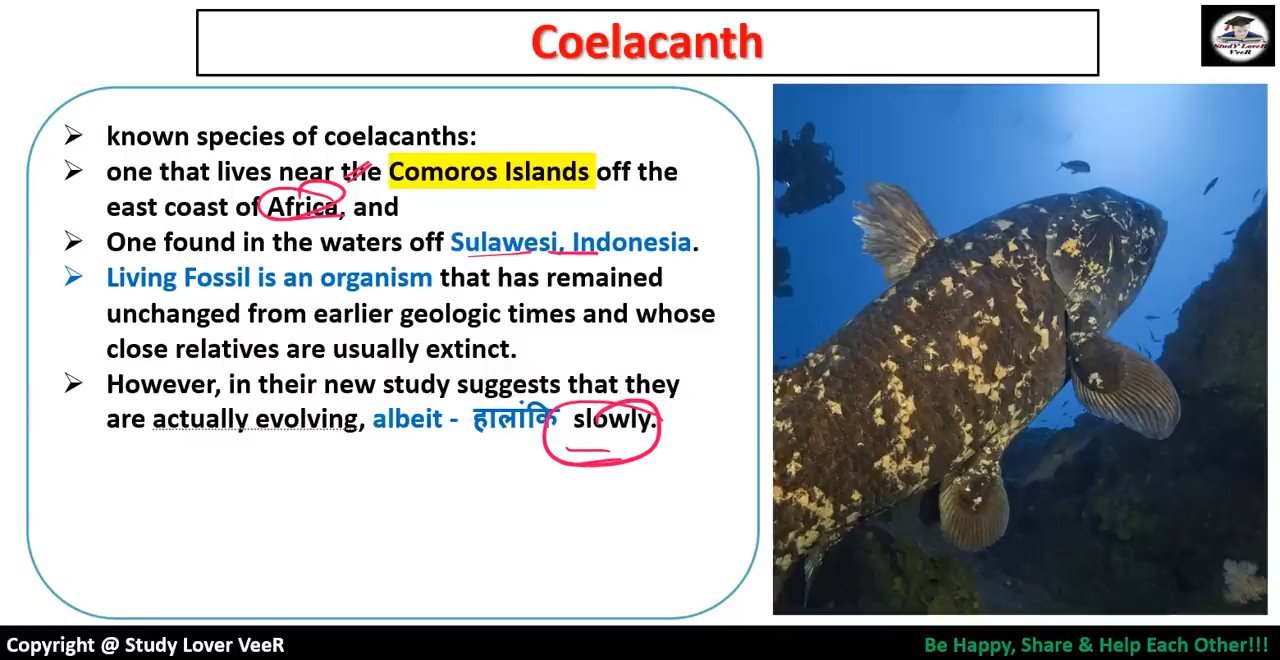 Coelacanth
StudY LoveR
VeeR
➢ known species of coelacanths:
➢ one that lives near the Comoros Islands off the
east coast of Africa, and
➢ One found in the waters off Sulawesi, Indonesia.
➢ Living Fossil is an organism that has remained
unchanged from earlier geologic times and whose
close relatives are usually extinct.
➢ However, in their new study suggests that they
are actually evolving, albeit - हालांकि slowly.
Copyright @ Study Lover VeeR
Be Happy, Share & Help Each Other!!!